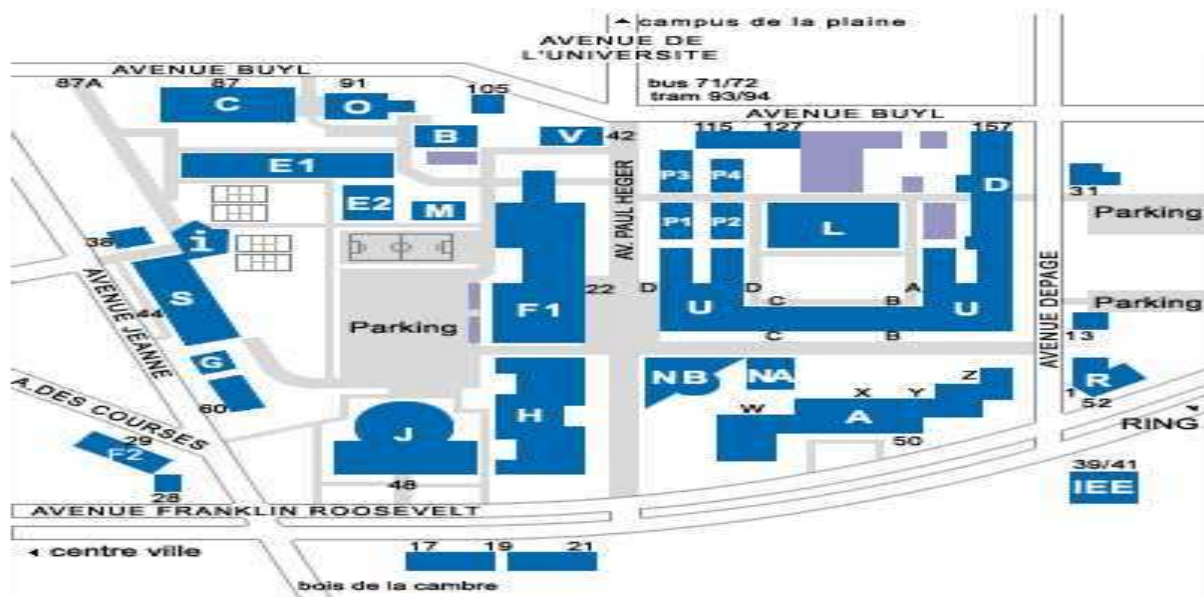 campus de la plaine
AVENUE DE
L'UNIVERSITE
AVENUE BUYL
87A
87
91
105
bus 71/72
tram 93/94
AVENUE BUYL
C
O
B
V
42
115
127
157
E1
E2
M
AV. PAUL HEGER
P3
P4
P1
P2
L
D
31
Parking
38
i
S
44
AVENUE JEANNE
Parking
F1
22
D
D
C
B
A
U
U
C
B
AVENUE DEPAGE
Parking
13
G
60
A. DES COURSES
29
F2
28
J
48
H
NB
NA
W
X
Y
Z
A
50
R
1
52
RING
39/41
IEE
AVENUE FRANKLIN ROOSEVELT
centre ville
17
19
21
bois de la cambre